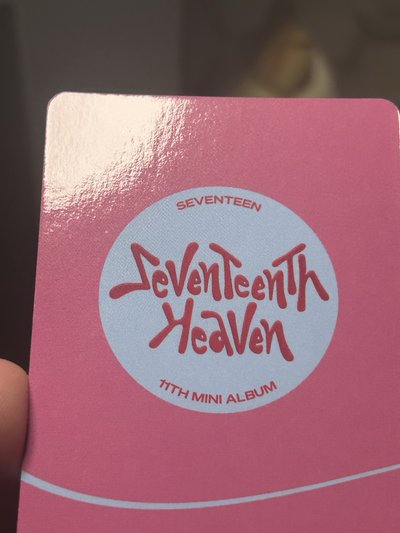 SEVENTEEN
SEVENTEENTH
HEAVEN
11TH MINI ALBUM